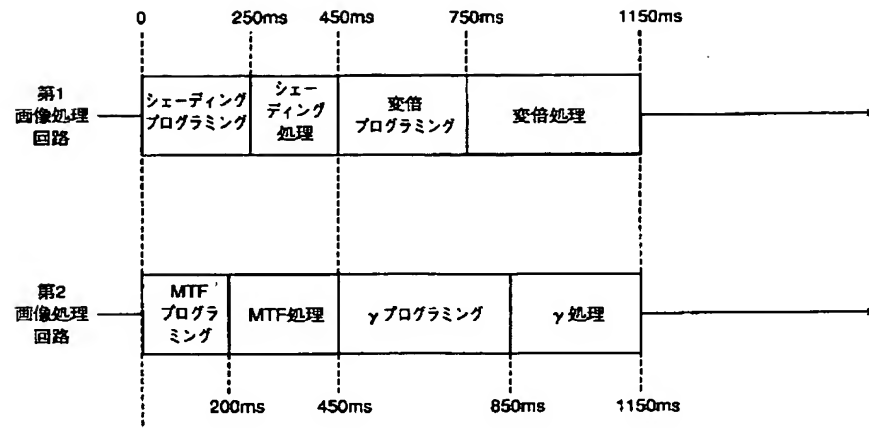 0 250ms 450ms 750ms 1150ms
第1
画像処理
回路
シェーディング
プログラミング
シェー
ディング
処理
変倍
プログラミング
変倍処理
第2
画像処理
回路
MTF
プログラ
ミング
MTF処理
γ プログラミング
γ 処理
200ms 450ms 850ms 1150ms